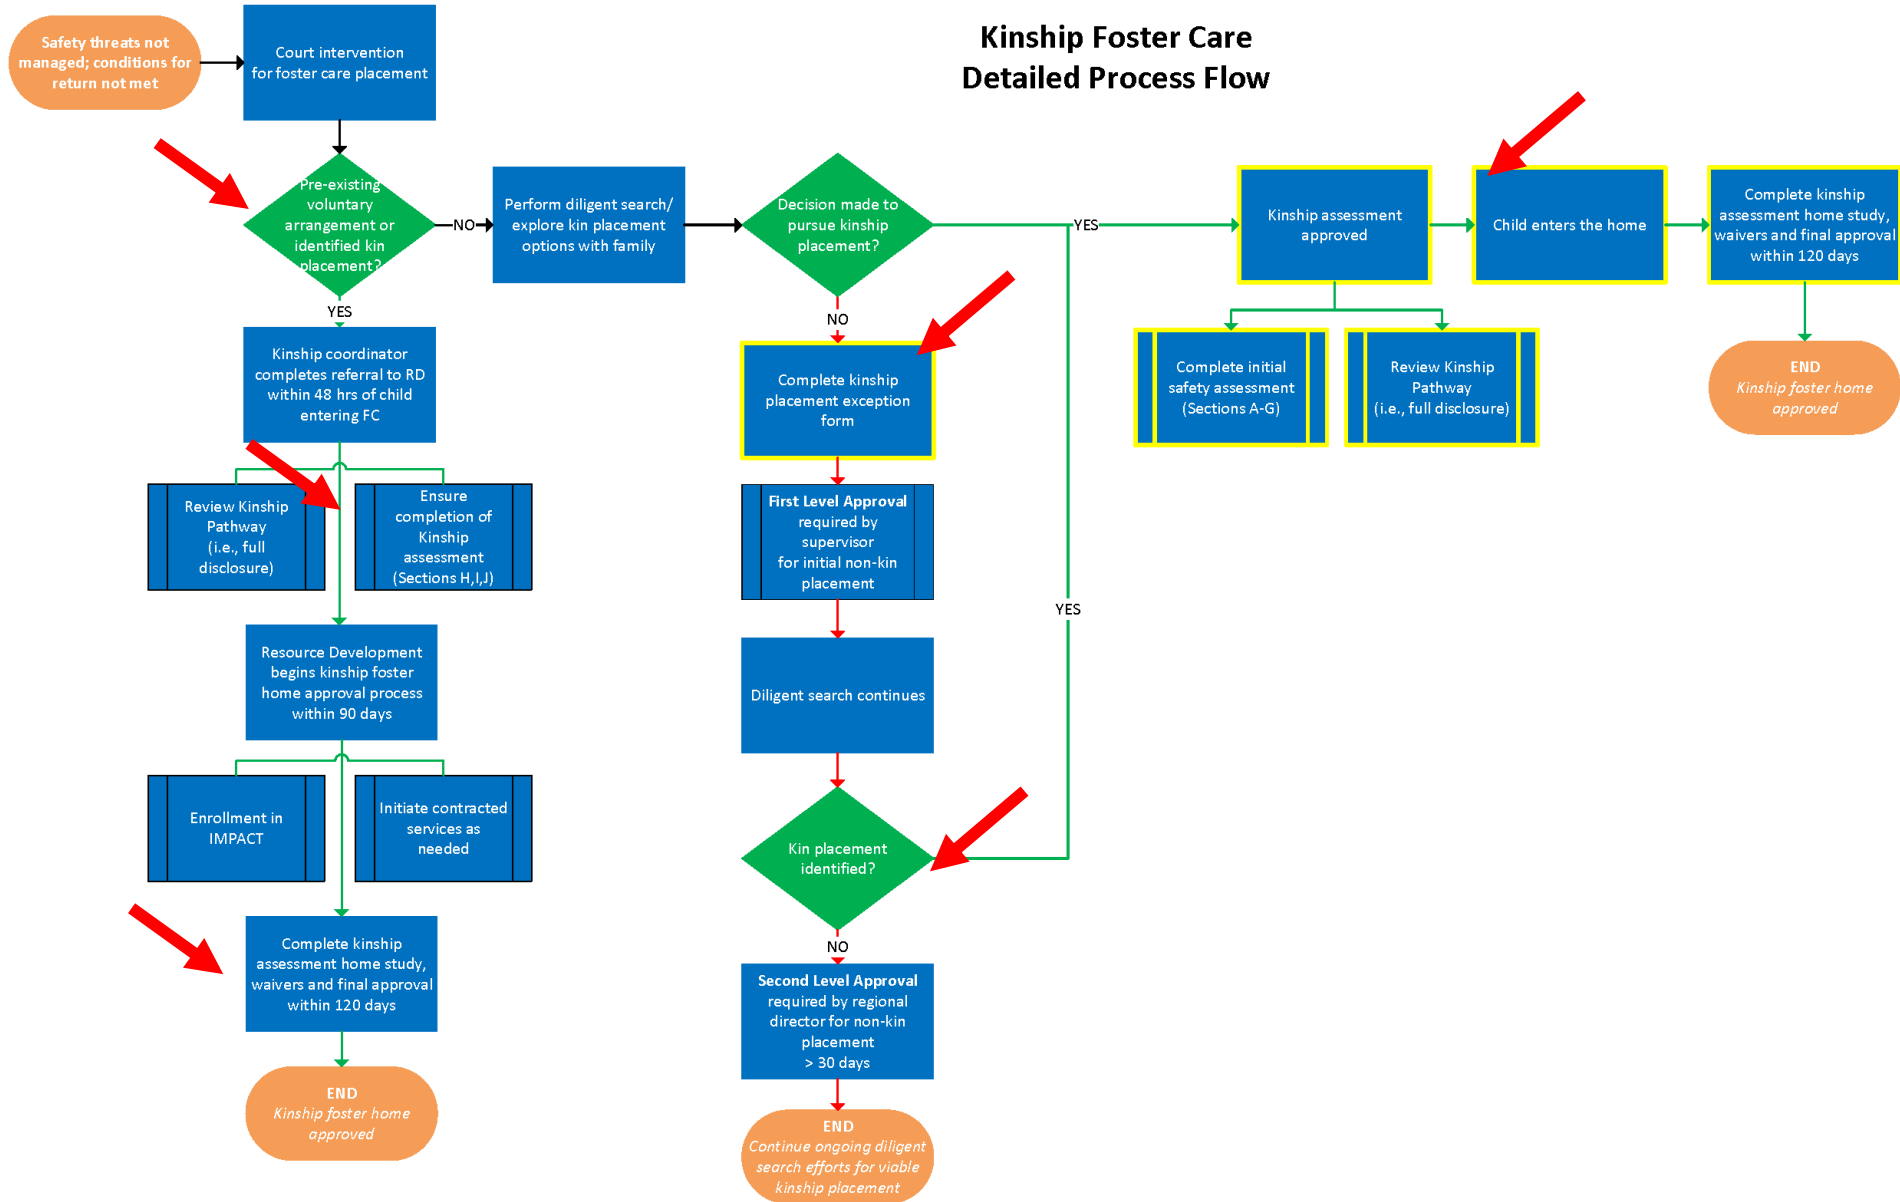 Kinship Foster Care
Detailed Process Flow
Safety threats not
managed; conditions for
return not met
Court intervention
for foster care placement
Pre-existing
voluntary
arrangement or
identified kin
placement?
NO
Perform diligent search/
explore kin placement
options with family
Decision made to
pursue kinship
placement?
YES
Kinship assessment
approved
Child enters the home
Complete kinship
assessment home study,
waivers and final approval
within 120 days
Complete initial
safety assessment
(Sections A-G)
Review Kinship
Pathway
(i.e., full disclosure)
END
Kinship foster home
approved
YES
Kinship coordinator
completes referral to RD
within 48 hrs of child
entering FC
Review Kinship
Pathway
(i.e., full
disclosure)
Ensure
completion of
Kinship
assessment
(Sections H,I,J)
Resource Development
begins kinship foster
home approval process
within 90 days
Enrollment in
IMPACT
Initiate contracted
services as
needed
Complete kinship
assessment home study,
waivers and final approval
within 120 days
END
Kinship foster home
approved
NO
Complete kinship
placement exception
form
First Level Approval
required by
supervisor
for initial non-kin
placement
Diligent search continues
Kin placement
identified?
YES
NO
Second Level Approval
required by regional
director for non-kin
placement
> 30 days
END
Continue ongoing diligent
search efforts for viable
kinship placement